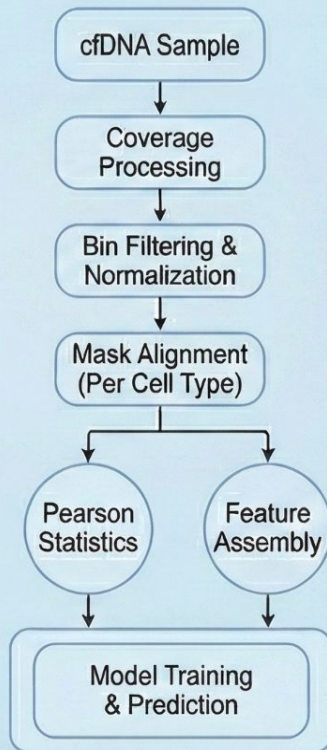 cfDNA Sample
Coverage
Processing
Bin Filtering &
Normalization
Mask Alignment
(Per Cell Type)
Pearson
Statistics
Feature
Assembly
Model Training
& Prediction